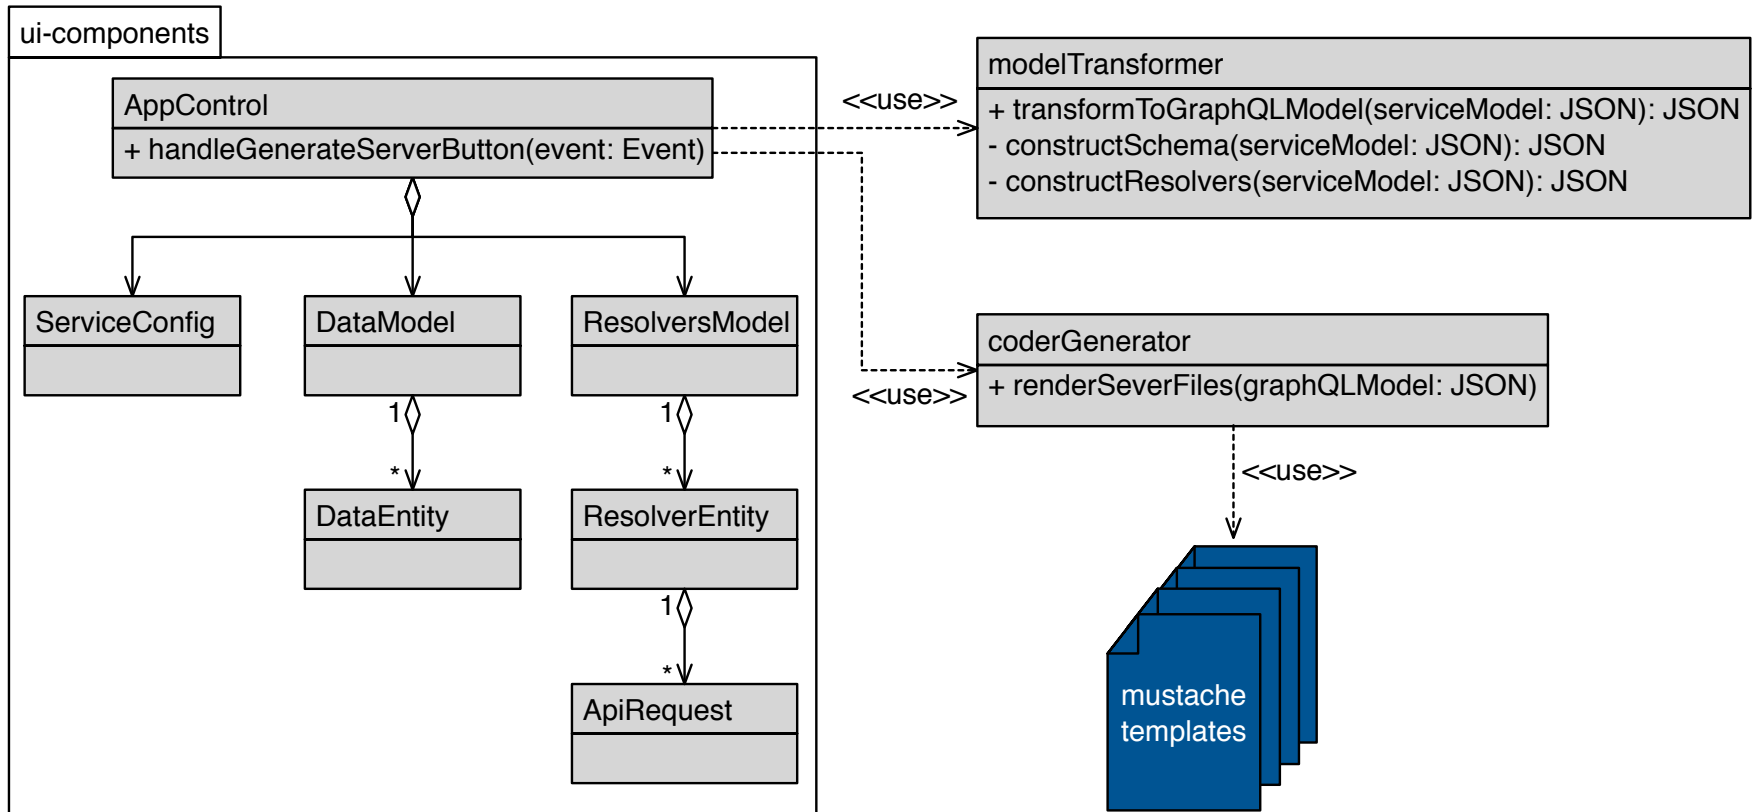 ui-components
AppControl
+ handleGenerateServerButton(event: Event)
<<use>>
modelTransformer
+ transformToGraphQLModel(serviceModel: JSON): JSON
- constructSchema(serviceModel: JSON): JSON
- constructResolvers(serviceModel: JSON): JSON
ServiceConfig
DataModel
ResolversModel
coderGenerator
+ renderSeverFiles(graphQLModel: JSON)
<<use>>
1
*
1
*
<<use>>
DataEntity
ResolverEntity
1
*
ApiRequest
mustache
templates